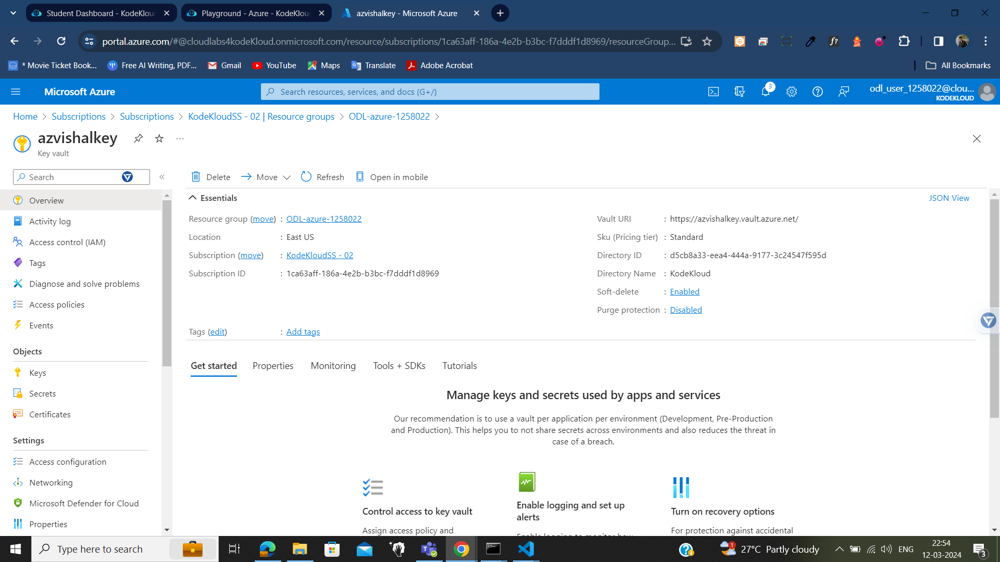 Student Dashboard - KodeKlou
Playground - Azure - KodeKlou
azvishalkey - Microsoft Azure
portal.azure.com/#@cloudlabs4kodeKloud.onmicrosoft.com/resource/subscriptions/1ca63aff-186a-4e2b-b3bc-f7dddf1d8969/resourceGroup...
* Movie Ticket Book...
Free AI Writing, PDF...
Gmail
YouTube
Maps
Translate
Adobe Acrobat
All Bookmarks
Microsoft Azure
Search resources, services, and docs (G+/)
3
odl_user_1258022@clou...
KODEKLOUD
Home > Subscriptions > Subscriptions > KodeKloudSS - 02 | Resource groups > ODL-azure-1258022 >
azvishalkey
Key vault
Search
Delete
Move
Refresh
Open in mobile
Overview
Activity log
Access control (IAM)
Tags
Diagnose and solve problems
Access policies
Events
Objects
Keys
Secrets
Certificates
Settings
Access configuration
Networking
Microsoft Defender for Cloud
Properties
Essentials
JSON View
Resource group (move) : ODL-azure-1258022
Location : East US
Subscription (move) : KodeKloudSS - 02
Subscription ID : 1ca63aff-186a-4e2b-b3bc-f7dddf1d8969
Vault URI : https://azvishalkey.vault.azure.net/
Sku (Pricing tier) : Standard
Directory ID : d5cb8a33-eea4-444a-9177-3c24547f595d
Directory Name : KodeKloud
Soft-delete : Enabled
Purge protection : Disabled
Tags (edit) : Add tags
Get started
Properties
Monitoring
Tools + SDKs
Tutorials
Manage keys and secrets used by apps and services
Our recommendation is to use a vault per application per environment (Development, Pre-Production
and Production). This helps you to not share secrets across environments and also reduces the threat in
case of a breach.
Control access to key vault
Assign access policy and
Enable logging and set up
alerts
Enable logging to monitor how
Turn on recovery options
For protection against accidental
Type here to search
1
27°C Partly cloudy
ENG
22:54
12-03-2024
3